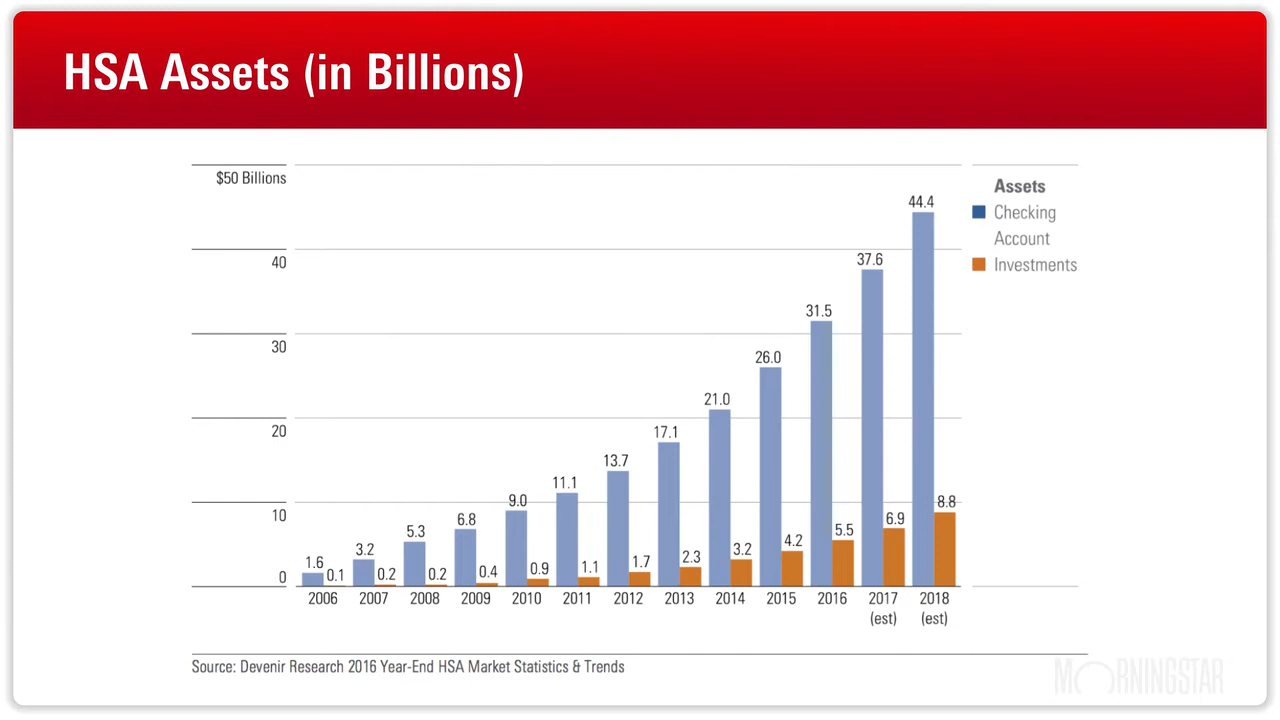 HSA Assets (in Billions)
$50 Billions
40
30
20
10
0
Assets
Checking
Account
Investments
1.6 0.1
3.2 0.2
5.3 0.2
6.8 0.4
9.0 0.9
11.1 1.1
13.7 1.7
17.1 2.3
21.0 3.2
26.0 4.2
31.5 5.5
37.6 6.9
44.4 8.8
2006 2007 2008 2009 2010 2011 2012 2013 2014 2015 2016 2017 2018
(est) (est)
Source: Devenir Research 2016 Year-End HSA Market Statistics & Trends
MORNINGSTAR